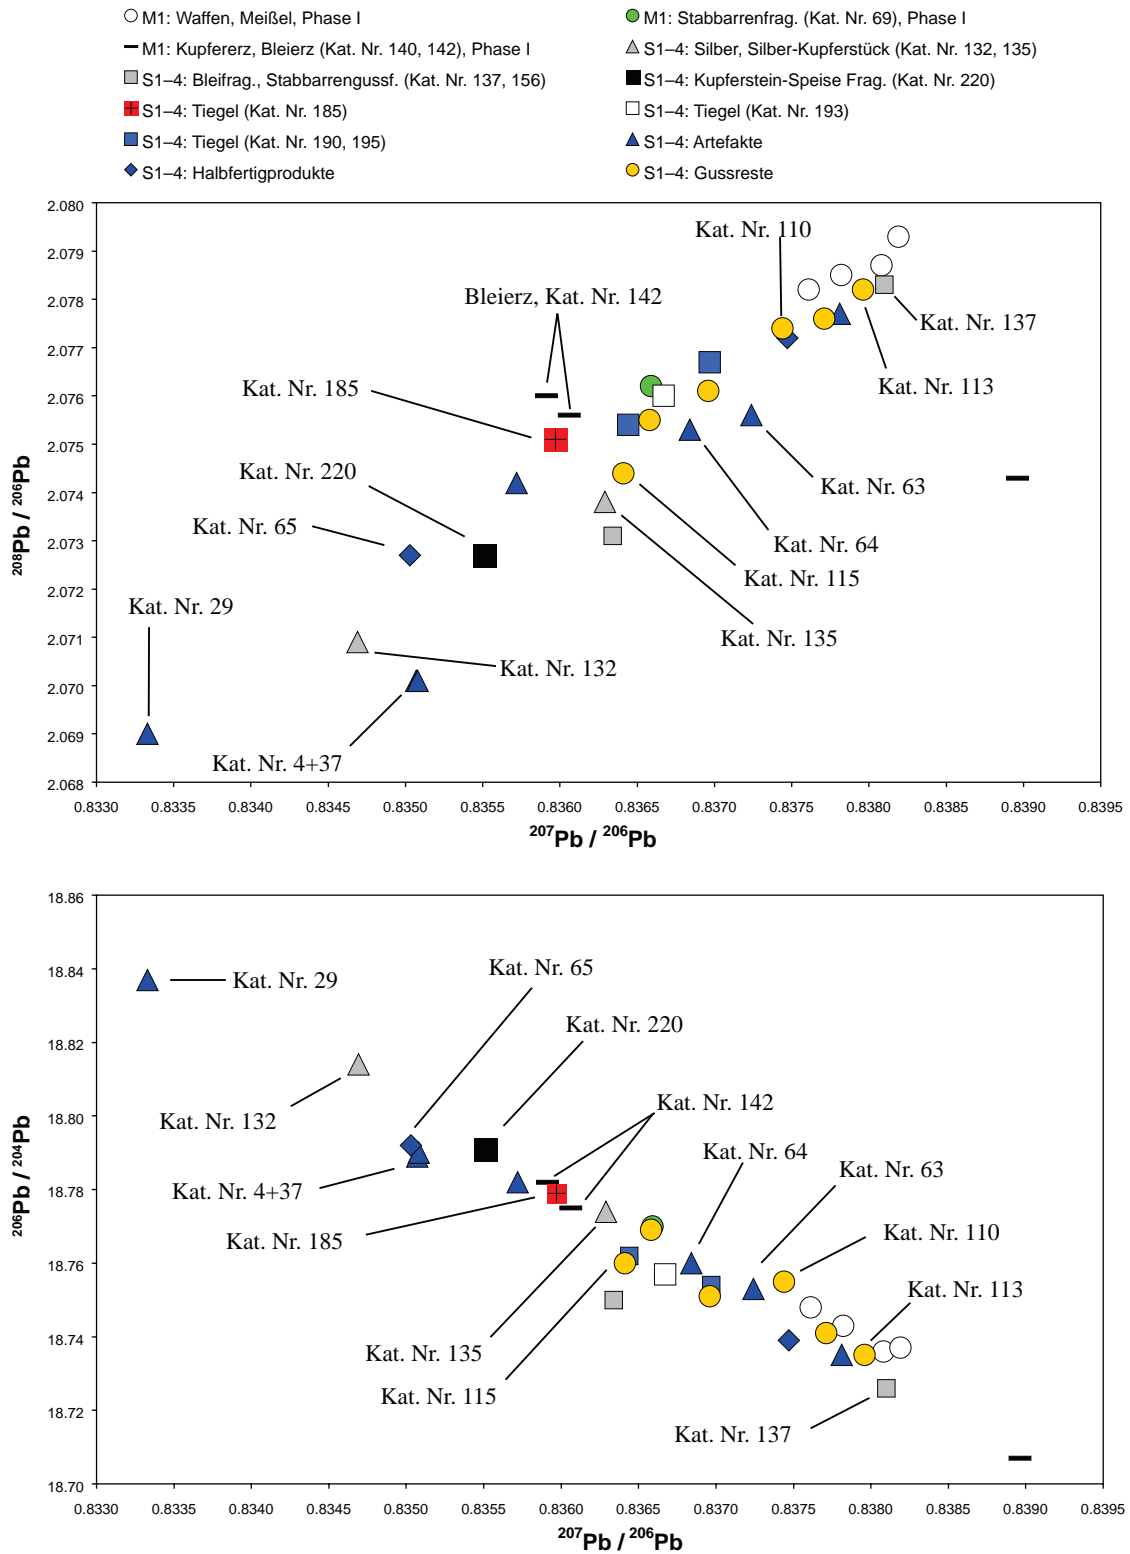 M1: Waffen, Meißel, Phase I
M1: Stabbarrenfrag. (Kat. Nr. 69), Phase I
M1: Kupfererz, Bleierz (Kat. Nr. 140, 142), Phase I
S1–4: Silber, Silber-Kupferstück (Kat. Nr. 132, 135)
S1–4: Bleifrag., Stabbarrengussf. (Kat. Nr. 137, 156)
S1–4: Kupferstein-Speise Frag. (Kat. Nr. 220)
S1–4: Tiegel (Kat. Nr. 185)
S1–4: Tiegel (Kat. Nr. 193)
S1–4: Tiegel (Kat. Nr. 190, 195)
S1–4: Artefakte
S1–4: Halbfertigprodukte
S1–4: Gussreste
2.080
2.079
2.078
2.077
2.076
2.075
2.074
2.073
2.072
2.071
2.070
2.069
2.068
208Pb / 206Pb
Kat. Nr. 110
Bleierz, Kat. Nr. 142
Kat. Nr. 137
Kat. Nr. 185
Kat. Nr. 113
Kat. Nr. 220
Kat. Nr. 63
Kat. Nr. 65
Kat. Nr. 64
Kat. Nr. 115
Kat. Nr. 29
Kat. Nr. 135
Kat. Nr. 132
Kat. Nr. 4+37
0.8330 0.8335 0.8340 0.8345 0.8350 0.8355 0.8360 0.8365 0.8370 0.8375 0.8380 0.8385 0.8390 0.8395
207Pb / 206Pb
18.86
18.84
18.82
18.80
18.78
18.76
18.74
18.72
18.70
206Pb / 204Pb
Kat. Nr. 65
Kat. Nr. 29
Kat. Nr. 220
Kat. Nr. 142
Kat. Nr. 132
Kat. Nr. 64
Kat. Nr. 63
Kat. Nr. 4+37
Kat. Nr. 110
Kat. Nr. 185
Kat. Nr. 113
Kat. Nr. 135
Kat. Nr. 115
Kat. Nr. 137
0.8330 0.8335 0.8340 0.8345 0.8350 0.8355 0.8360 0.8365 0.8370 0.8375 0.8380 0.8385 0.8390 0.8395
207Pb / 206Pb